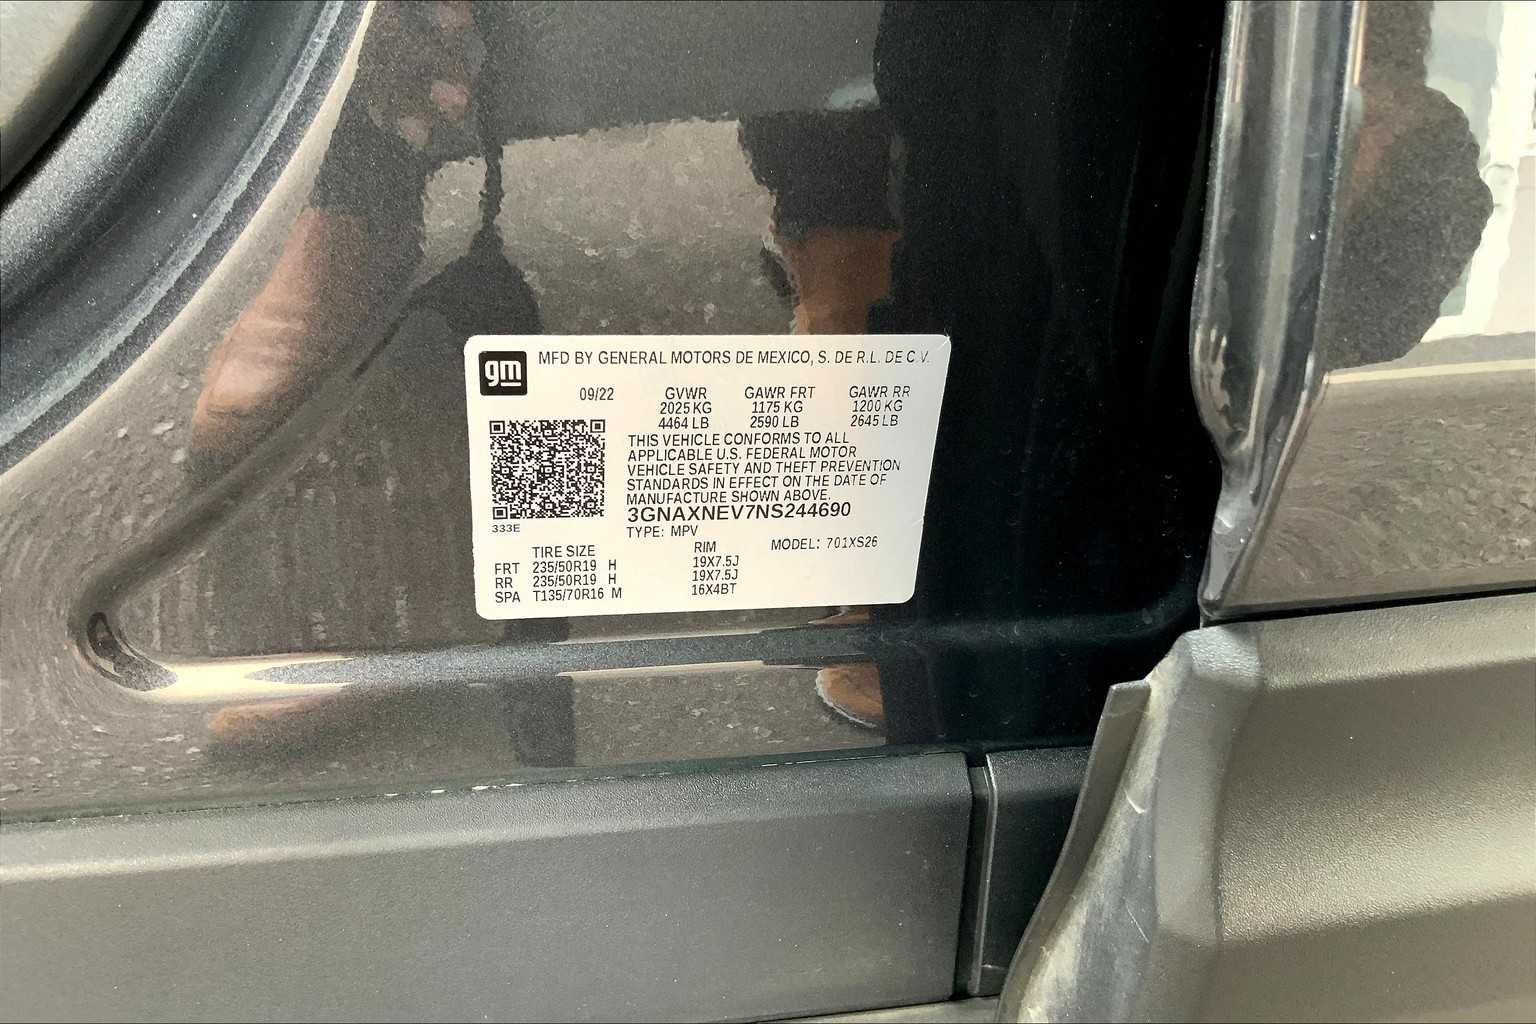 gm MFD BY GENERAL MOTORS DE MEXICO, S. DE R.L. DE C.V.
09/22 GVWR GAWR FRT GAWR RR
2025 KG 1175 KG 1200 KG
4464 LB 2590 LB 2645 LB
THIS VEHICLE CONFORMS TO ALL
APPLICABLE U.S. FEDERAL MOTOR
VEHICLE SAFETY AND THEFT PREVENTION
STANDARDS IN EFFECT ON THE DATE OF
MANUFACTURE SHOWN ABOVE.
3GNAXNEV7NS244690
333E
TYPE: MPV
MODEL: 701XS26
TIRE SIZE RIM
FRT 235/50R19 H 19X7.5J
RR 235/50R19 H 19X7.5J
SPA T135/70R16 M 16X4BT